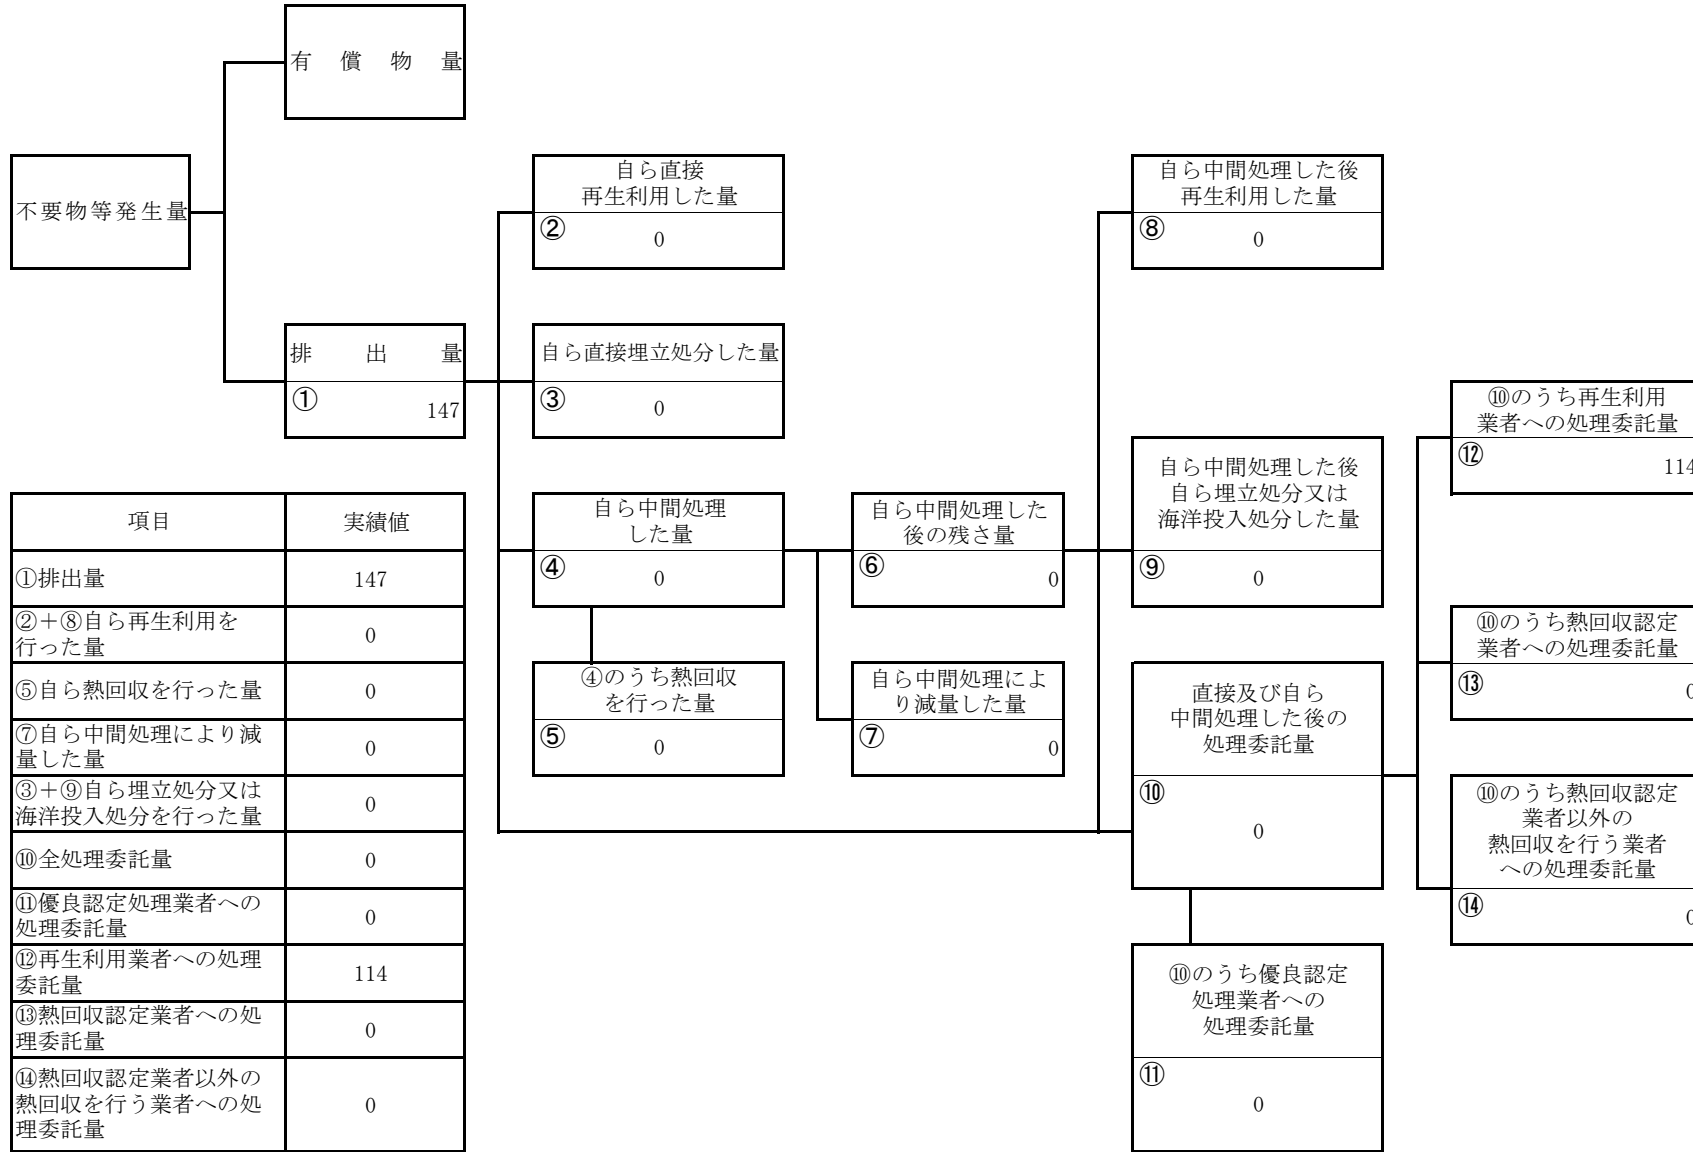 有償物量
不要物等発生量
排出量
①
147
自ら直接
再生利用した量
②
0
自ら直接埋立処分した量
③
0
自ら中間処理
した量
④
0
④のうち熱回収
を行った量
⑤
0
自ら中間処理した
後の残さ量
⑥
0
自ら中間処理によ
り減量した量
⑦
0
自ら中間処理した後
再生利用した量
⑧
0
自ら中間処理した後
自ら埋立処分又は
海洋投入処分した量
⑨
0
直接及び自ら
中間処理した後の
処理委託量
⑩
0
⑩のうち優良認定
処理業者への
処理委託量
⑪
0
⑩のうち再生利用
業者への処理委託量
⑫
114
⑩のうち熱回収認定
業者への処理委託量
⑬
0
⑩のうち熱回収認定
業者以外の
熱回収を行う業者
への処理委託量
⑭
0
項目 実績値
①排出量 147
②＋⑧自ら再生利用を
行った量 0
⑤自ら熱回収を行った量 0
⑦自ら中間処理により減
量した量 0
③＋⑨自ら埋立処分又は
海洋投入処分を行った量 0
⑩全処理委託量 0
⑪優良認定処理業者への
処理委託量 0
⑫再生利用業者への処理
委託量 114
⑬熱回収認定業者への処
理委託量 0
⑭熱回収認定業者以外の
熱回収を行う業者への処
理委託量 0